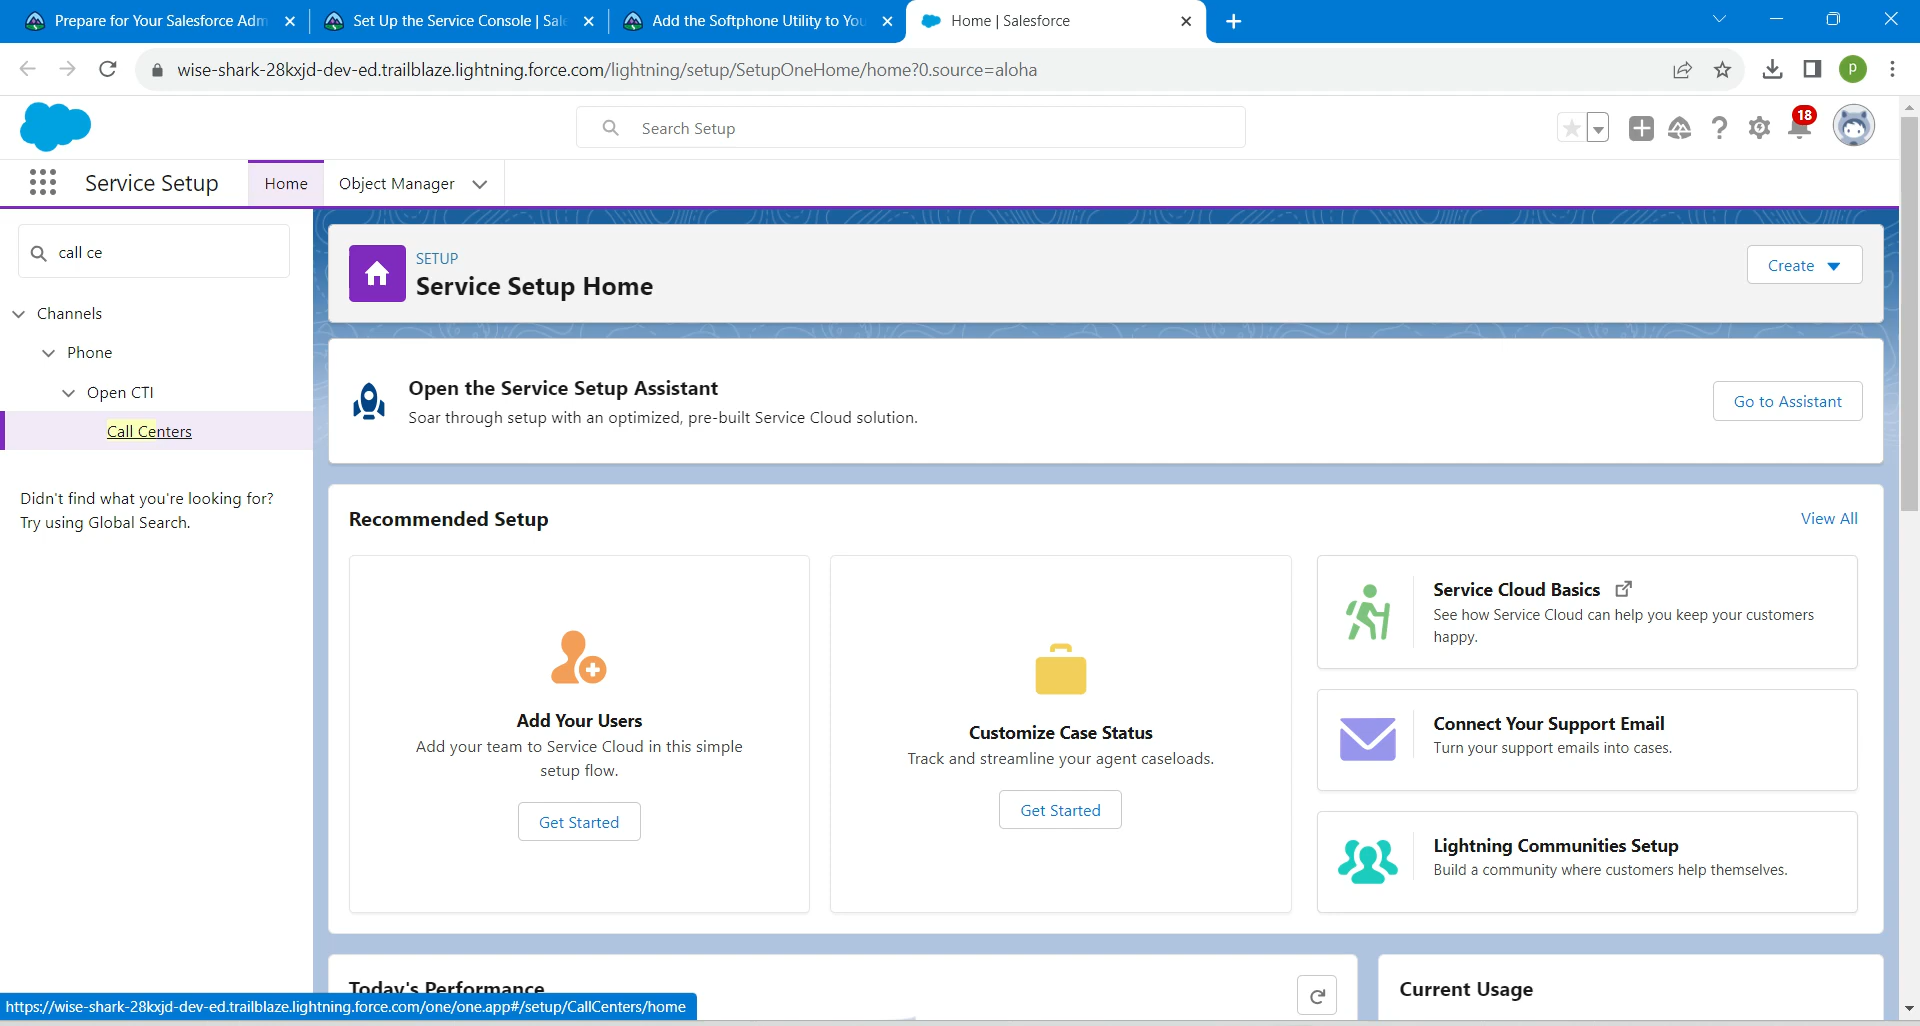 Prepare for Your Salesforce Adm
Set Up the Service Console | Sale
Add the Softphone Utility to You
Home | Salesforce
wise-shark-28kxjd-dev-ed.trailblaze.lightning.force.com/lightning/setup/SetupOneHome/home?0.source=aloha
P
Search Setup
18
Service Setup
Home
Object Manager
call ce
SETUP
Service Setup Home
Create
Channels
Phone
Open CTI
Call Centers
Didn't find what you're looking for?
Try using Global Search.
Open the Service Setup Assistant
Soar through setup with an optimized, pre-built Service Cloud solution.
Go to Assistant
Recommended Setup
View All
Add Your Users
Add your team to Service Cloud in this simple
setup flow.
Get Started
Customize Case Status
Track and streamline your agent caseloads.
Get Started
Service Cloud Basics
See how Service Cloud can help you keep your customers
happy.
Connect Your Support Email
Turn your support emails into cases.
Lightning Communities Setup
Build a community where customers help themselves.
Today's Performance
Current Usage
https://wise-shark-28kxjd-dev-ed.trailblaze.lightning.force.com/one/one.app#/setup/CallCenters/home